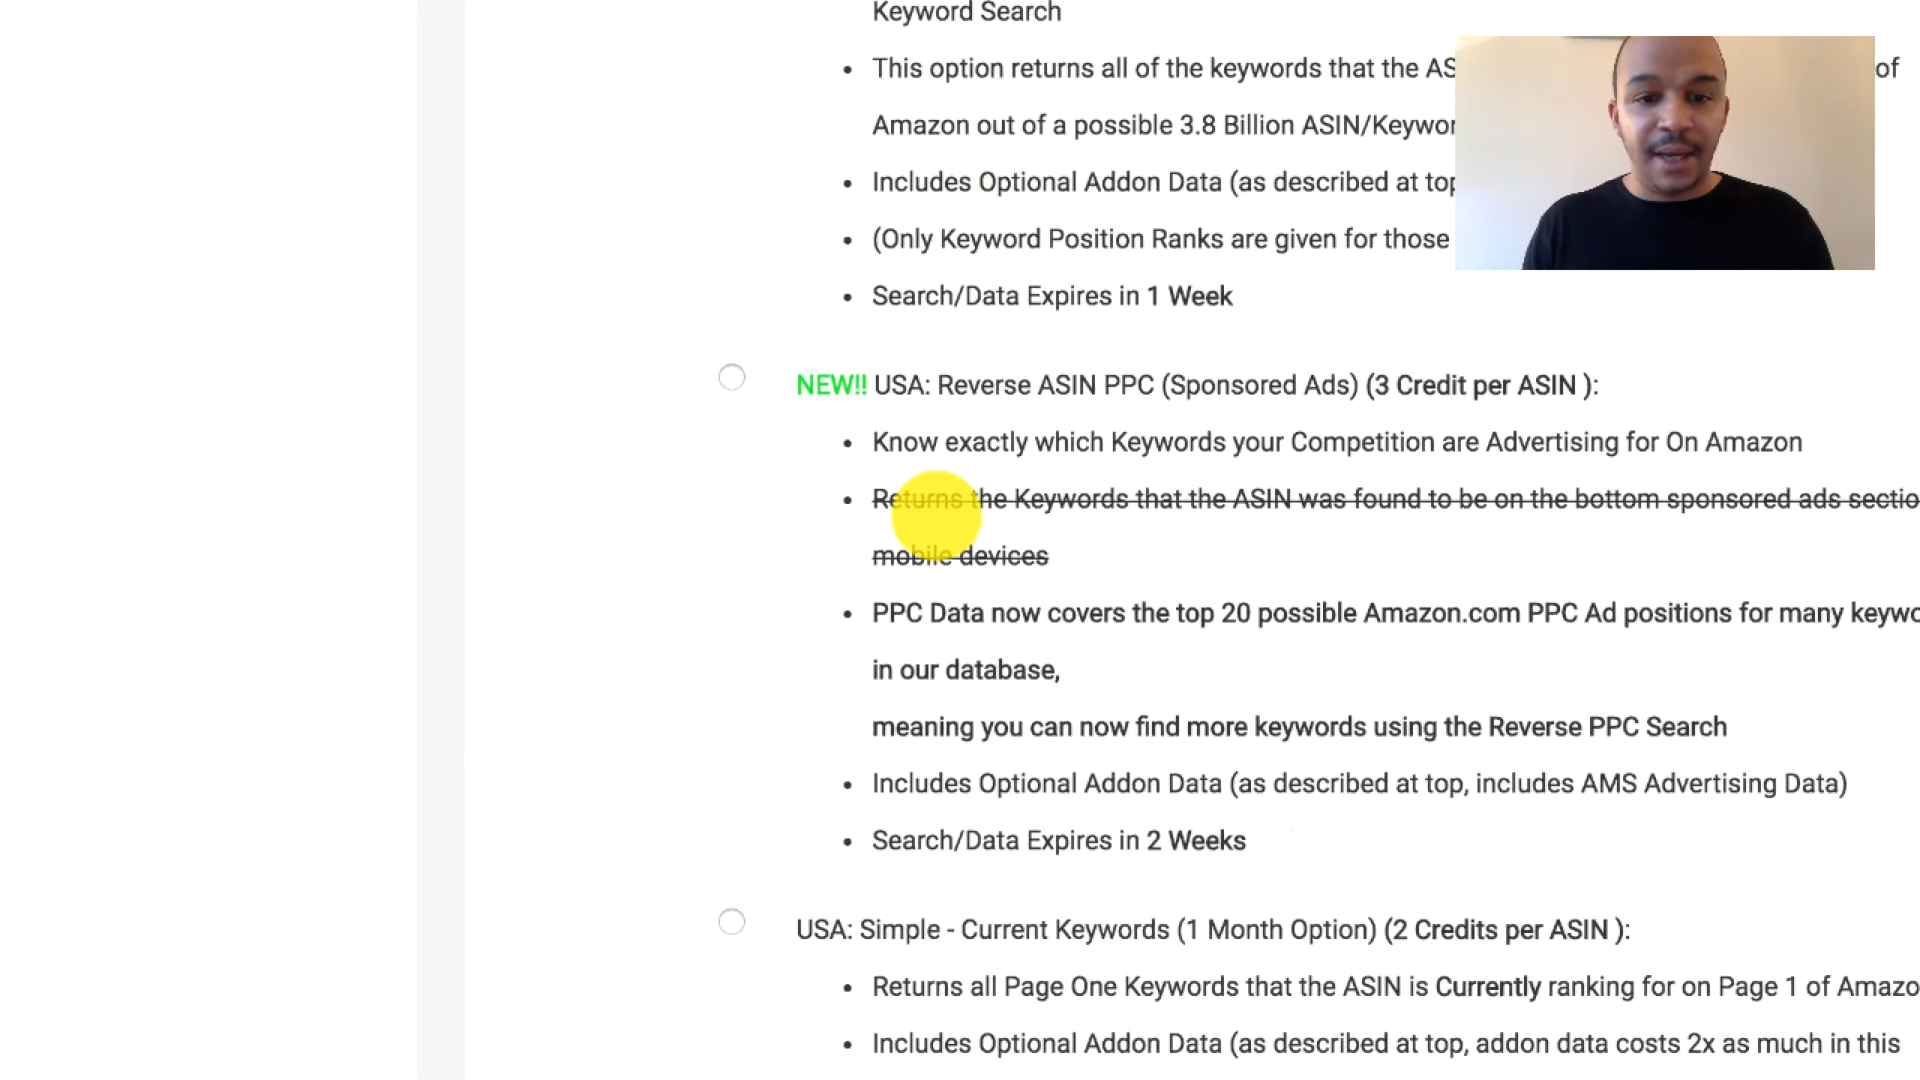 Keyword Search
• This option returns all of the keywords that the AS of
Amazon out of a possible 3.8 Billion ASIN/Keywor
• Includes Optional Addon Data (as described at top
• (Only Keyword Position Ranks are given for those
• Search/Data Expires in 1 Week
NEW!! USA: Reverse ASIN PPC (Sponsored Ads) (3 Credit per ASIN ):
• Know exactly which Keywords your Competition are Advertising for On Amazon
• Returns the Keywords that the ASIN was found to be on the bottom sponsored ads sectio
mobile devices
• PPC Data now covers the top 20 possible Amazon.com PPC Ad positions for many keywo
in our database,
meaning you can now find more keywords using the Reverse PPC Search
• Includes Optional Addon Data (as described at top, includes AMS Advertising Data)
• Search/Data Expires in 2 Weeks
USA: Simple - Current Keywords (1 Month Option) (2 Credits per ASIN ):
• Returns all Page One Keywords that the ASIN is Currently ranking for on Page 1 of Amazo
• Includes Optional Addon Data (as described at top, addon data costs 2x as much in this